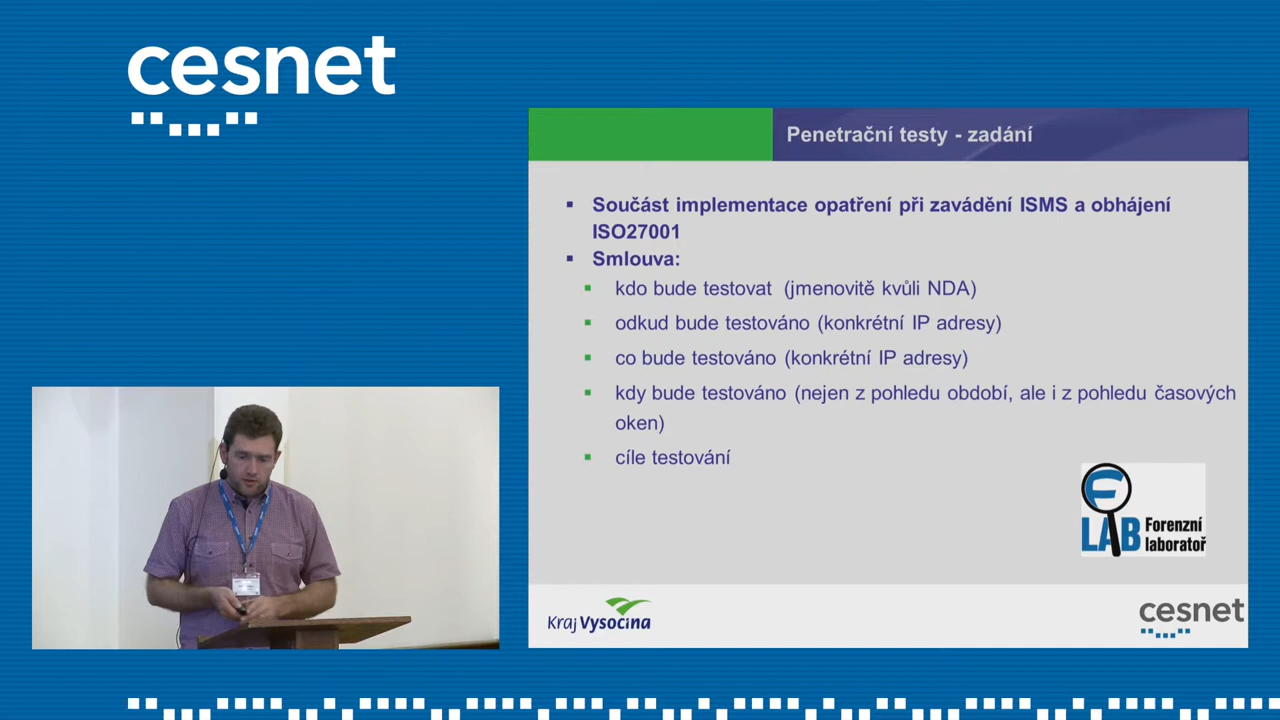 cesnet
Penetrační testy - zadání
Součást implementace opatření při zavádění ISMS a obhájení
ISO27001
Smlouva:
kdo bude testovat (jmenovitě kvůli NDA)
odkud bude testováno (konkrétní IP adresy)
co bude testováno (konkrétní IP adresy)
kdy bude testováno (nejen z pohledu období, ale i z pohledu časových
oken)
cíle testování
F
LAB Forenzní
laboratoř
Kraj Vysočina
cesnet